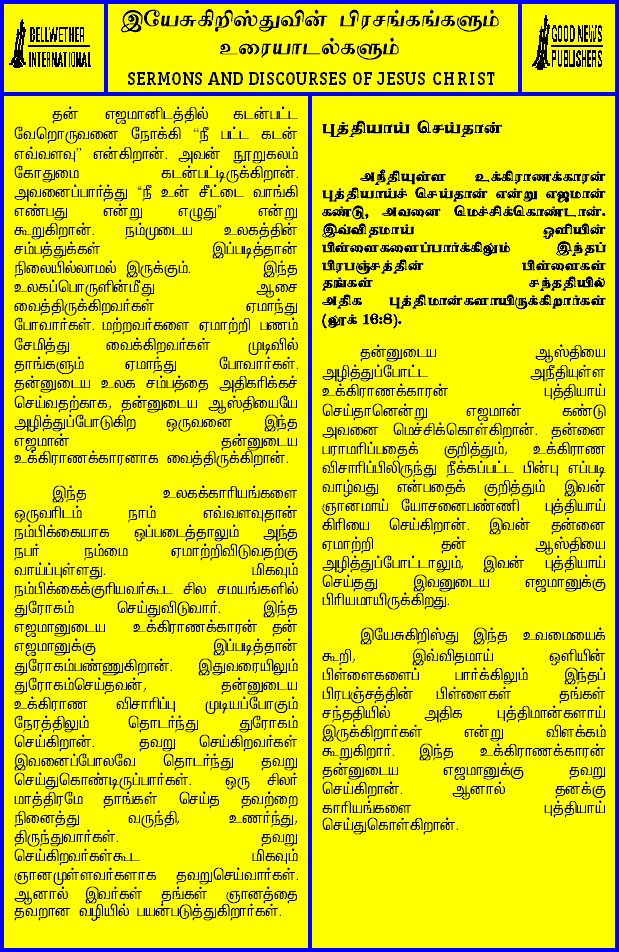 BELLWETHER
INTERNATIONAL
இயேசுகிறிஸ்துவின் பிரசங்கங்களும்
உரையாடல்களும்
SERMONS AND DISCOURSES OF JESUS CHRIST
GOOD NEWS
PUBLISHERS
தன் எஜமானிடத்தில் கடன்பட்ட
வேறொருவனை நோக்கி “நீ பட்ட கடன்
எவ்வளவு” என்கிறான். அவன் நூறுகலம்
கோதுமை கடன்பட்டிருக்கிறான்.
அவனைப்பார்த்து “நீ உன் சீட்டை வாங்கி
எண்பது என்று எழுது” என்று
கூறுகிறான். நம்முடைய உலகத்தின்
சம்பத்துக்கள் இப்படித்தான்
நிலையில்லாமல் இருக்கும். இந்த
உலகப்பொருளின்மீது ஆசை
வைத்திருக்கிறவர்கள் ஏமாந்து
போவார்கள். மற்றவர்களை ஏமாற்றி பணம்
சேமித்து வைக்கிறவர்கள் முடிவில்
தாங்களும் ஏமாந்து போவார்கள்.
தன்னுடைய உலக சம்பத்தை அதிகரிக்கச்
செய்வதற்காக, தன்னுடைய ஆஸ்தியையே
அழித்துப்போடுகிற ஒருவனை இந்த
எஜமான் தன்னுடைய
உக்கிராணக்காரனாக வைத்திருக்கிறான்.
இந்த உலகக்காரியங்களை
ஒருவரிடம் நாம் எவ்வளவுதான்
நம்பிக்கையாக ஒப்படைத்தாலும் அந்த
நபர் நம்மை ஏமாற்றிவிடுவதற்கு
வாய்ப்புள்ளது. மிகவும்
நம்பிக்கைக்குரியவர்கூட சில சமயங்களில்
துரோகம் செய்துவிடுவார். இந்த
எஜமானுடைய உக்கிராணக்காரன் தன்
எஜமானுக்கு இப்படித்தான்
துரோகம்பண்ணுகிறான். இதுவரையிலும்
துரோகம்செய்தவன், தன்னுடைய
உக்கிராண விசாரிப்பு முடியப்போகும்
நேரத்திலும் தொடர்ந்து துரோகம்
செய்கிறான். தவறு செய்கிறவர்கள்
இவனைப்போலவே தொடர்ந்து தவறு
செய்துகொண்டிருப்பார்கள். ஒரு சிலர்
மாத்திரமே தாங்கள் செய்த தவற்றை
நினைத்து வருந்தி, உணர்ந்து,
திருந்துவார்கள். தவறு
செய்கிறவர்கள்கூட மிகவும்
ஞானமுள்ளவர்களாக தவறுசெய்வார்கள்.
ஆனால் இவர்கள் தங்கள் ஞானத்தை
தவறான வழியில் பயன்படுத்துகிறார்கள்.
புத்தியாய் செய்தான்
அநீதியுள்ள உக்கிராணக்காரன்
புத்தியாய்ச் செய்தான் என்று எஜமான்
கண்டு, அவனை மெச்சிக்கொண்டான்.
இவ்விதமாய் ஒளியின்
பிள்ளைகளைப்பார்க்கிலும் இந்தப்
பிரபஞ்சத்தின் பிள்ளைகள்
தங்கள் சந்ததியில்
அதிக புத்திமான்களாயிருக்கிறார்கள்
(லூக் 16:8).
தன்னுடைய ஆஸ்தியை
அழித்துப்போட்ட அநீதியுள்ள
உக்கிராணக்காரன் புத்தியாய்
செய்தானென்று எஜமான் கண்டு
அவனை மெச்சிக்கொள்கிறான். தன்னை
பராமரிப்பதைக் குறித்தும், உக்கிராண
விசாரிப்பிலிருந்து நீக்கப்பட்ட பின்பு எப்படி
வாழ்வது என்பதைக் குறித்தும் இவன்
ஞானமாய் யோசனைபண்ணி புத்தியாய்
கிரியை செய்கிறான். இவன் தன்னை
ஏமாற்றி தன் ஆஸ்தியை
அழித்துப்போட்டாலும், இவன் புத்தியாய்
செய்தது இவனுடைய எஜமானுக்கு
பிரியமாயிருக்கிறது.
இயேசுகிறிஸ்து இந்த உவமையைக்
கூறி, இவ்விதமாய் ஒளியின்
பிள்ளைகளைப் பார்க்கிலும் இந்தப்
பிரபஞ்சத்தின் பிள்ளைகள் தங்கள்
சந்ததியில் அதிக புத்திமான்களாய்
இருக்கிறார்கள் என்று விளக்கம்
கூறுகிறார். இந்த உக்கிராணக்காரன்
தன்னுடைய எஜமானுக்கு தவறு
செய்கிறான். ஆனால் தனக்கு
காரியங்களை புத்தியாய்
செய்துகொள்கிறான்.